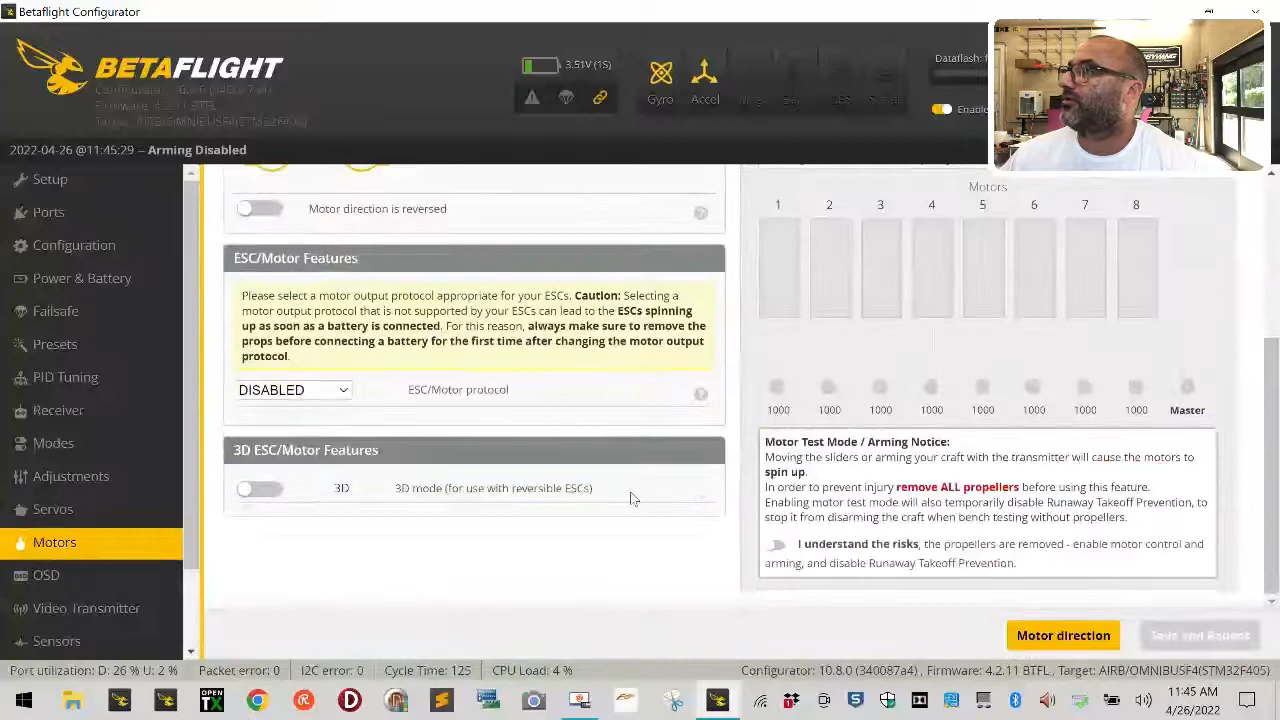 Betaflight Configurator
BETAFLIGHT
3.51V (1S)
Gyro
Accel
Dataflash: f
Enable
2022-04-26 @11:45:29 – Arming Disabled
Setup
Ports
Configuration
Power & Battery
Failsafe
Presets
PID Tuning
Receiver
Modes
Adjustments
Servos
Motors
OSD
Video Transmitter
Sensors
Motor direction is reversed
ESC/Motor Features
Please select a motor output protocol appropriate for your ESCs. Caution: Selecting a
motor output protocol that is not supported by your ESCs can lead to the ESCs spinning
up as soon as a battery is connected. For this reason, always make sure to remove the
props before connecting a battery for the first time after changing the motor output
protocol.
DISABLED
ESC/Motor protocol
3D ESC/Motor Features
3D
3D mode (for use with reversible ESCs)
Motors
1 2 3 4 5 6 7 8
1000 1000 1000 1000 1000 1000 1000 1000 Master
Motor Test Mode / Arming Notice:
Moving the sliders or arming your craft with the transmitter will cause the motors to
spin up.
In order to prevent injury remove ALL propellers before using this feature.
Enabling motor test mode will also temporarily disable Runaway Takeoff Prevention, to
stop it from disarming the craft when bench testing without propellers.
I understand the risks, the propellers are removed - enable motor control and
arming, and disable Runaway Takeoff Prevention.
Motor direction
Save and Reboot
Port utilization: D: 26 % U: 2 %
Packet error: 0
I2C error: 0
Cycle Time: 125
CPU Load: 4 %
Configurator: 10.8.0 (340087a4) , Firmware: 4.2.11 BTFL, Target: AIRB/OMNIBUSF4(STM32F405)
OPEN
TX
11:45 AM
4/26/2022